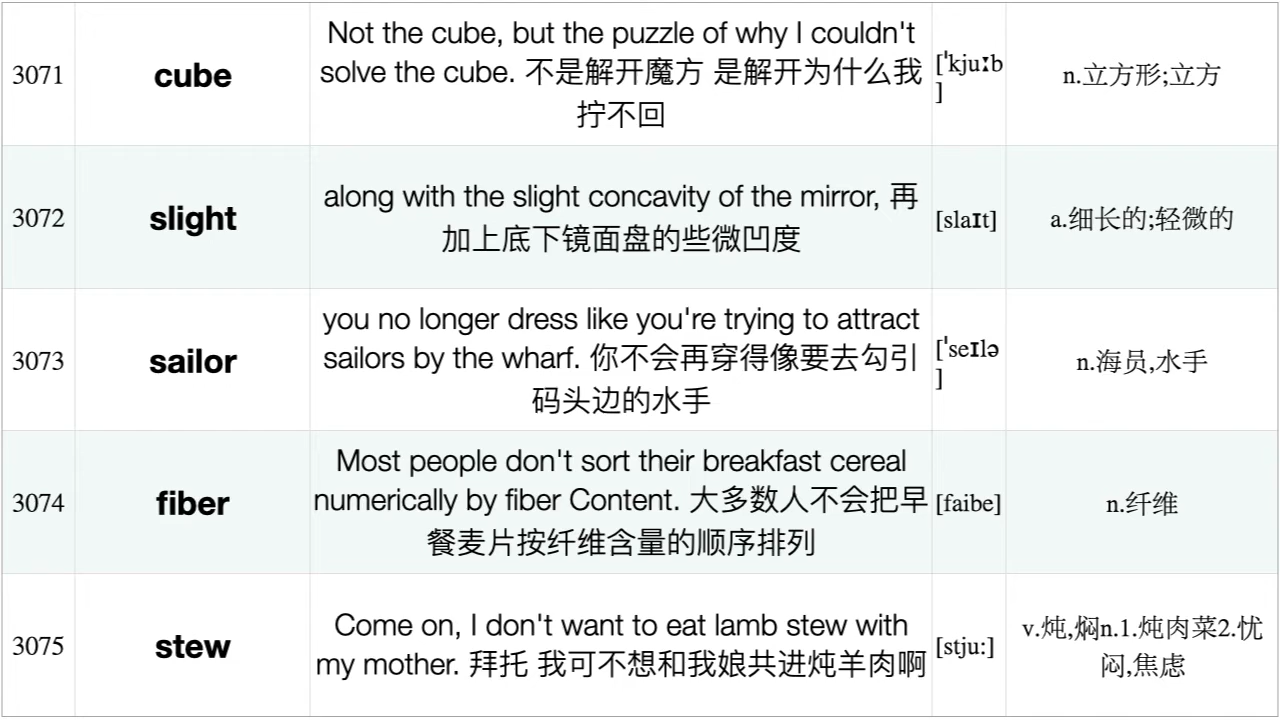 3071
cube
Not the cube, but the puzzle of why I couldn't
solve the cube. 不是解开魔方 是解开为什么我
拧不回
['kjuːb
]
n.立方形;立方
3072
slight
along with the slight concavity of the mirror, 再
加上底下镜面盘的些微凹度
[slaɪt]
a.细长的;轻微的
3073
sailor
you no longer dress like you're trying to attract
sailors by the wharf. 你不会再穿得像要去勾引
码头边的水手
['seɪlə
]
n.海员,水手
3074
fiber
Most people don't sort their breakfast cereal
numerically by fiber Content. 大多数人不会把早
餐麦片按纤维含量的顺序排列
[faibe]
n.纤维
3075
stew
Come on, I don't want to eat lamb stew with
my mother. 拜托 我可不想和我娘共进炖羊肉啊
[stju:]
v.炖,焖n.1.炖肉菜2.忧
闷,焦虑